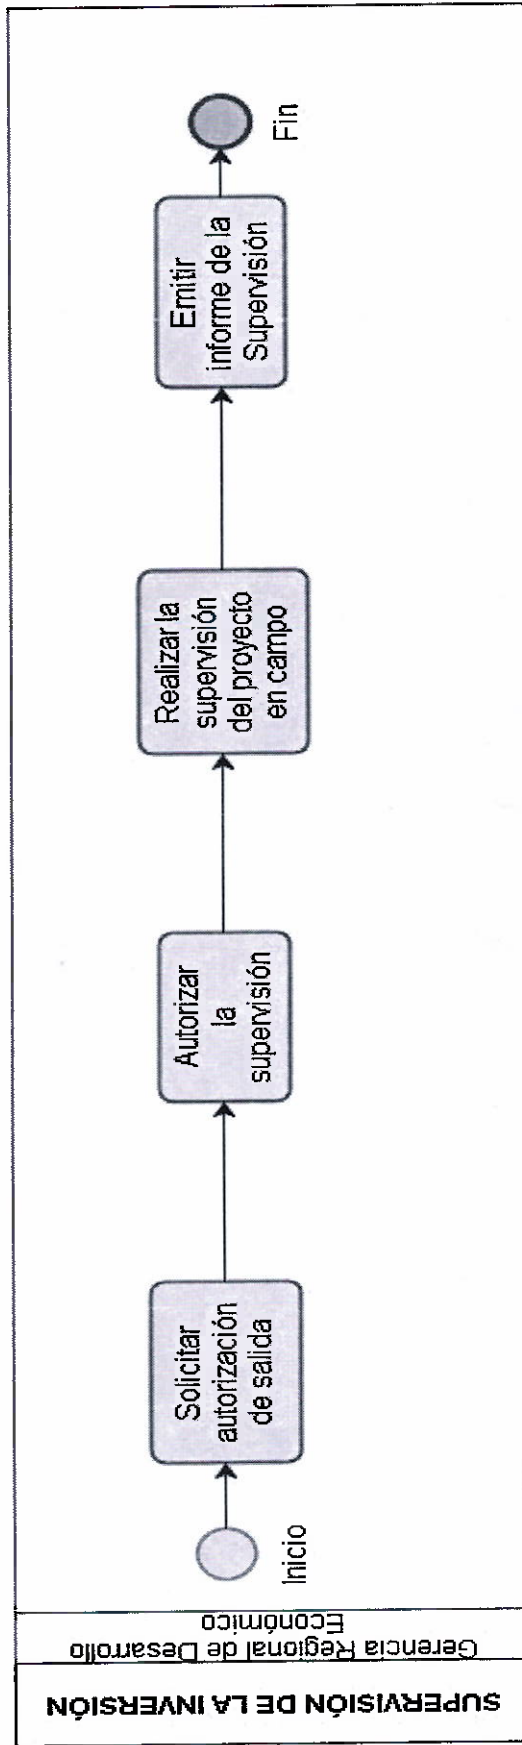 SUPERVISIÓN DE LA INVERSIÓN
Gerencia Regional de Desarrollo
Económico
Inicio
Solicitar
autorización
de salida
Autorizar
la
supervisión
Realizar la
supervisión
del proyecto
en campo
Emitir
informe de la
Supervisión
Fin